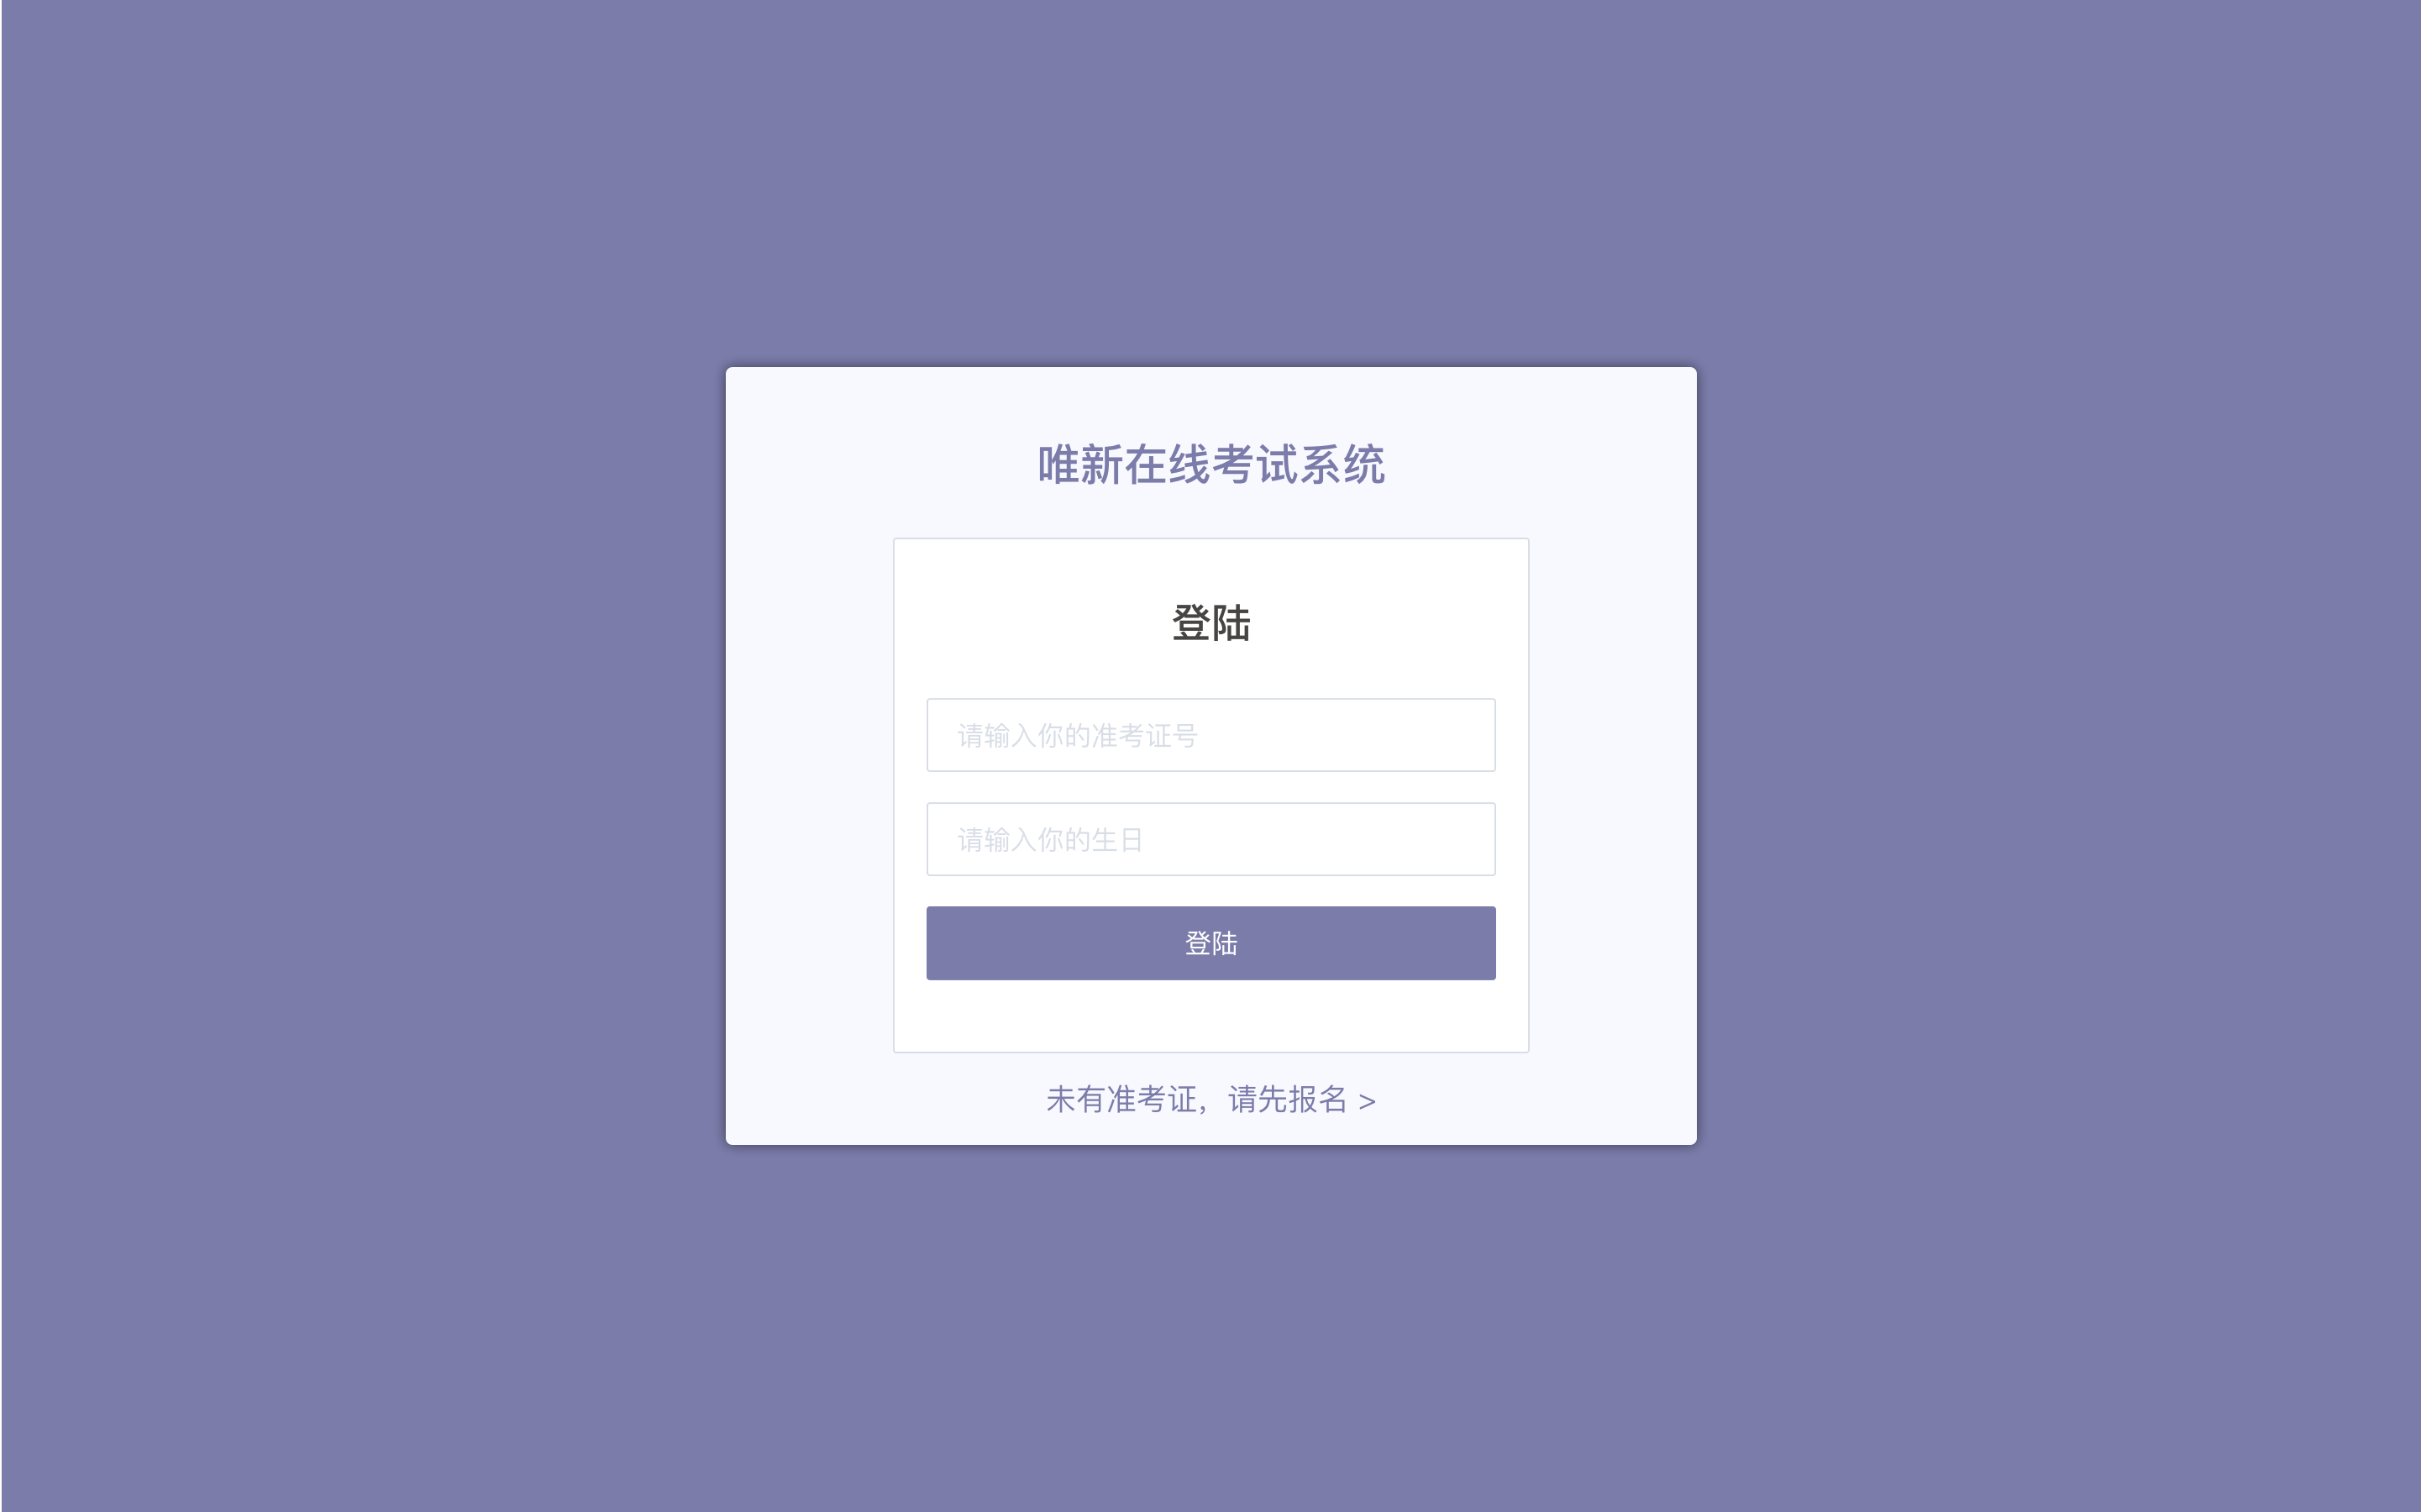 唯新在线考试系统
登陆
请输入你的准考证号
请输入你的生日
登陆
未有准考证，请先报名 >